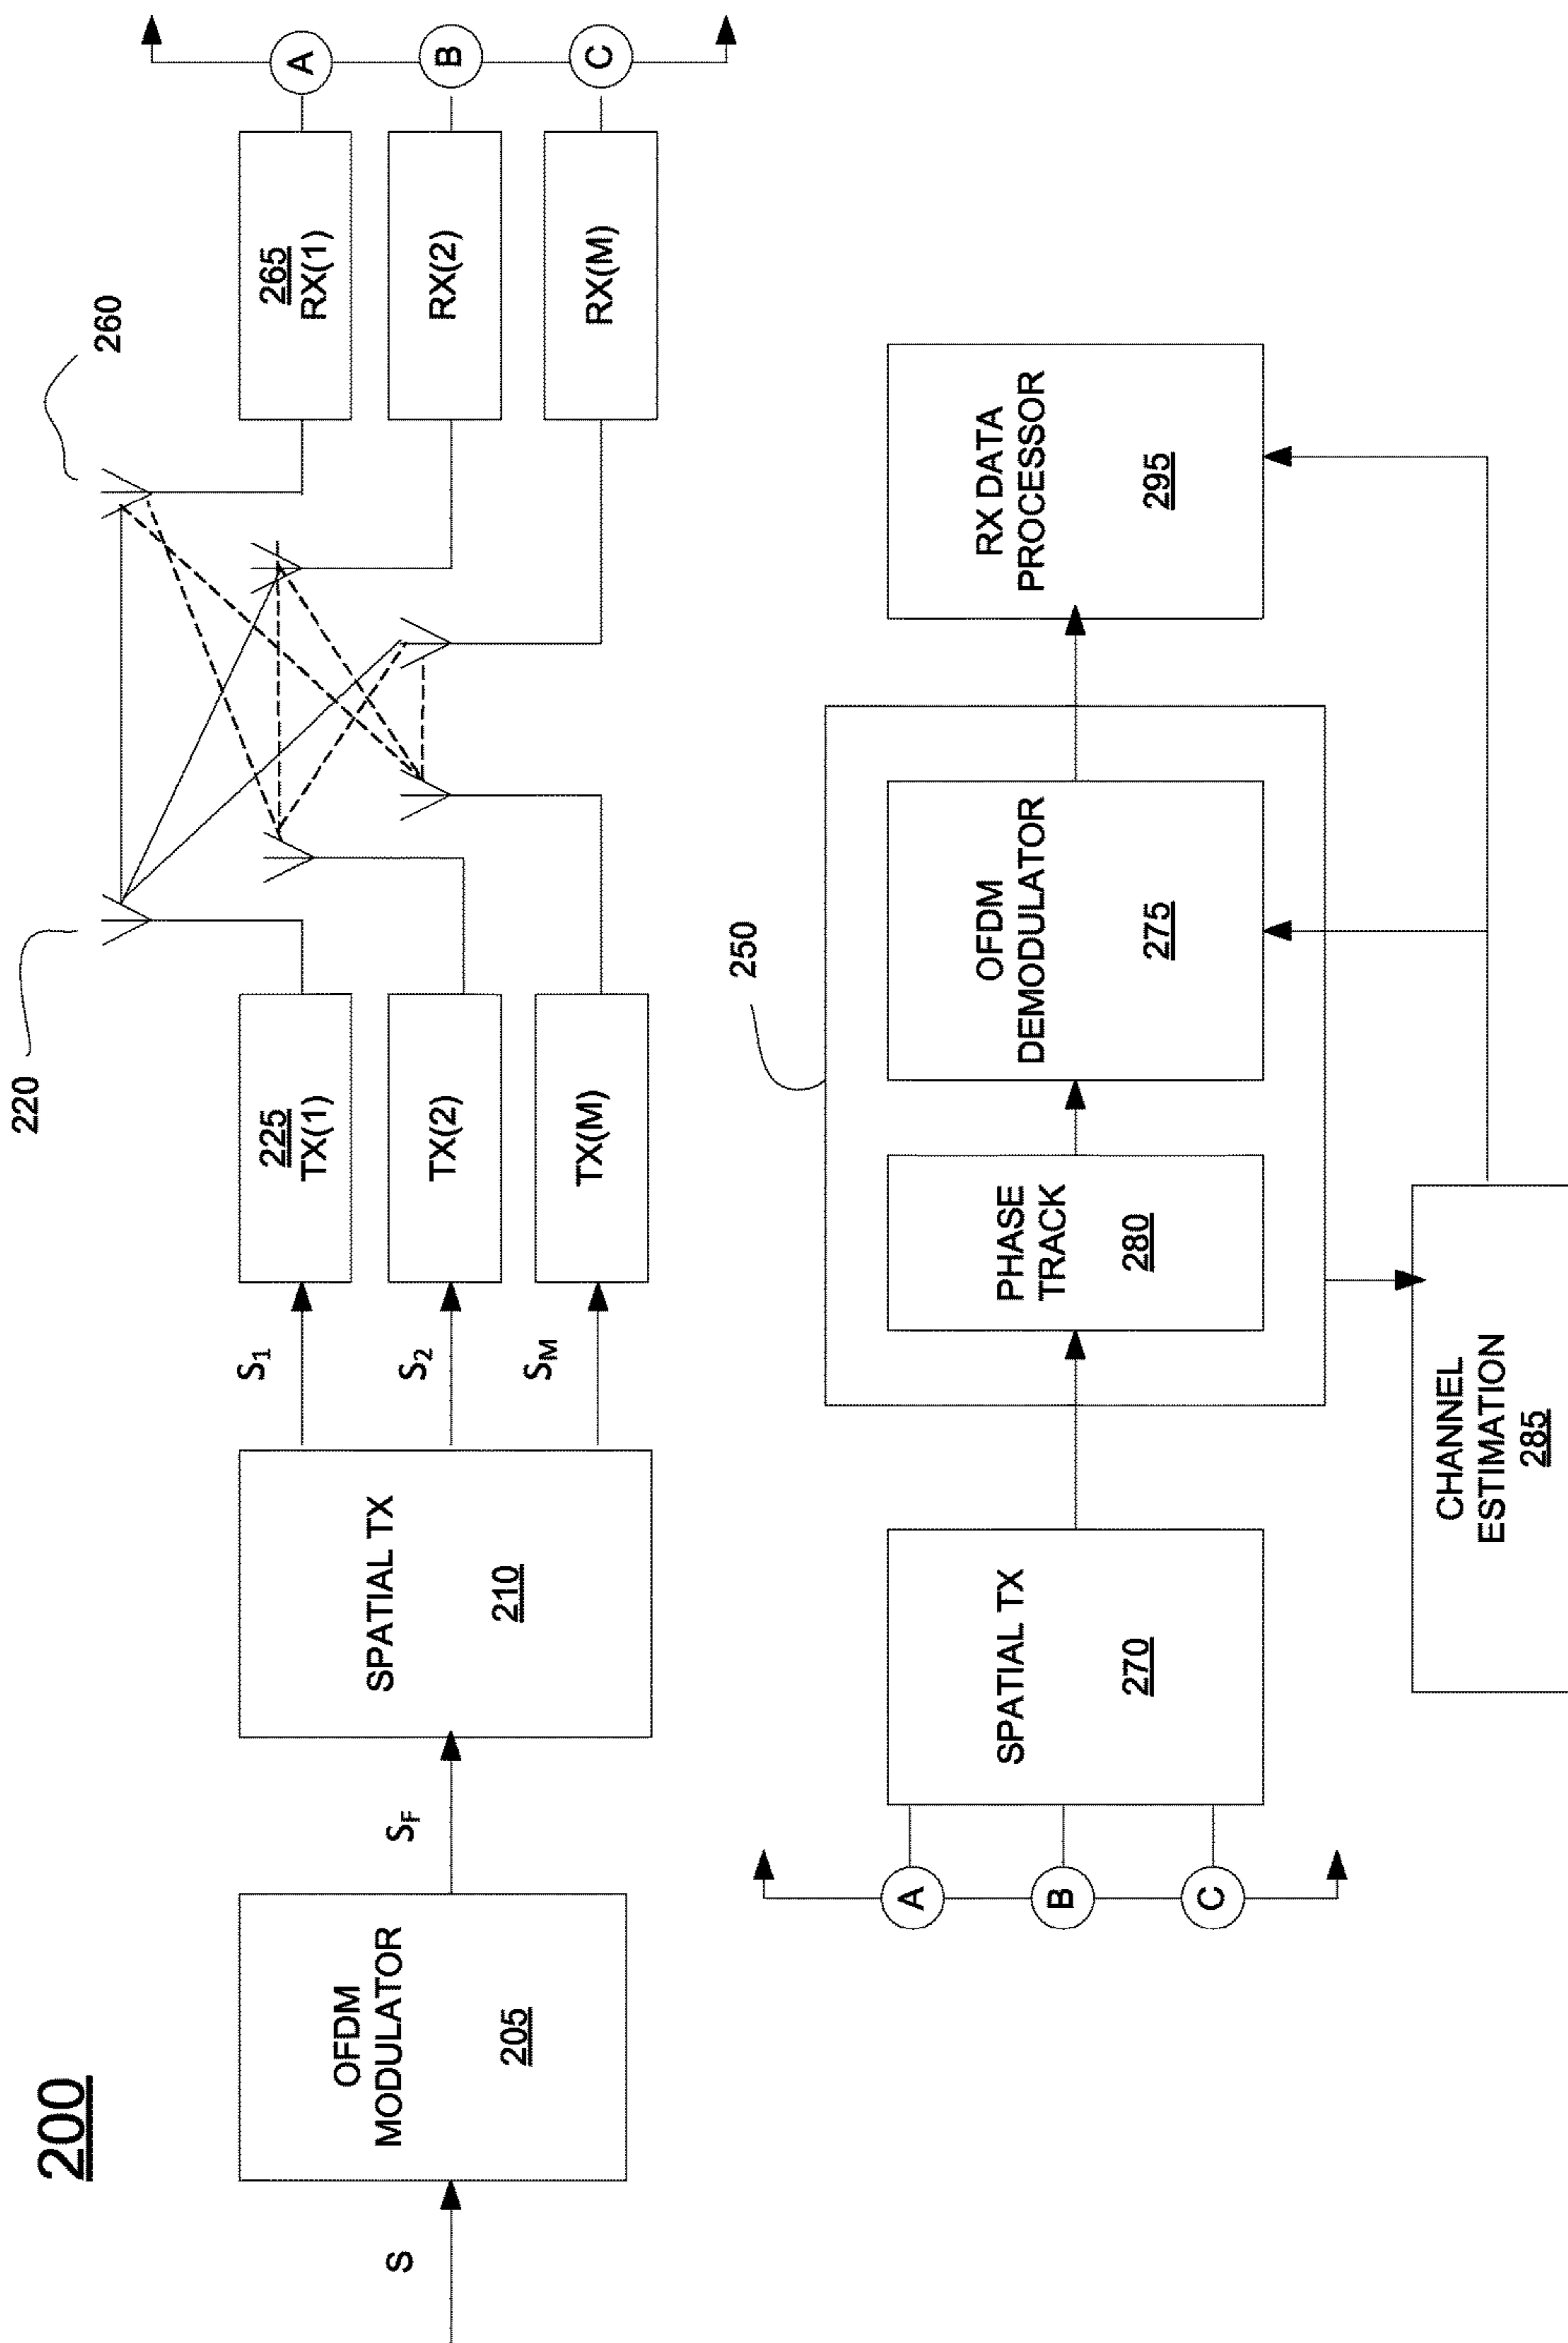 200
S
OFDM
MODULATOR
205
S_F
SPATIAL TX
210
S₁
S₂
S_M
225
TX(1)
TX(2)
TX(M)
220
260
265
RX(1)
RX(2)
RX(M)
A
B
C
A
B
C
SPATIAL TX
270
250
PHASE
TRACK
280
OFDM
DEMODULATOR
275
RX DATA
PROCESSOR
295
CHANNEL
ESTIMATION
285